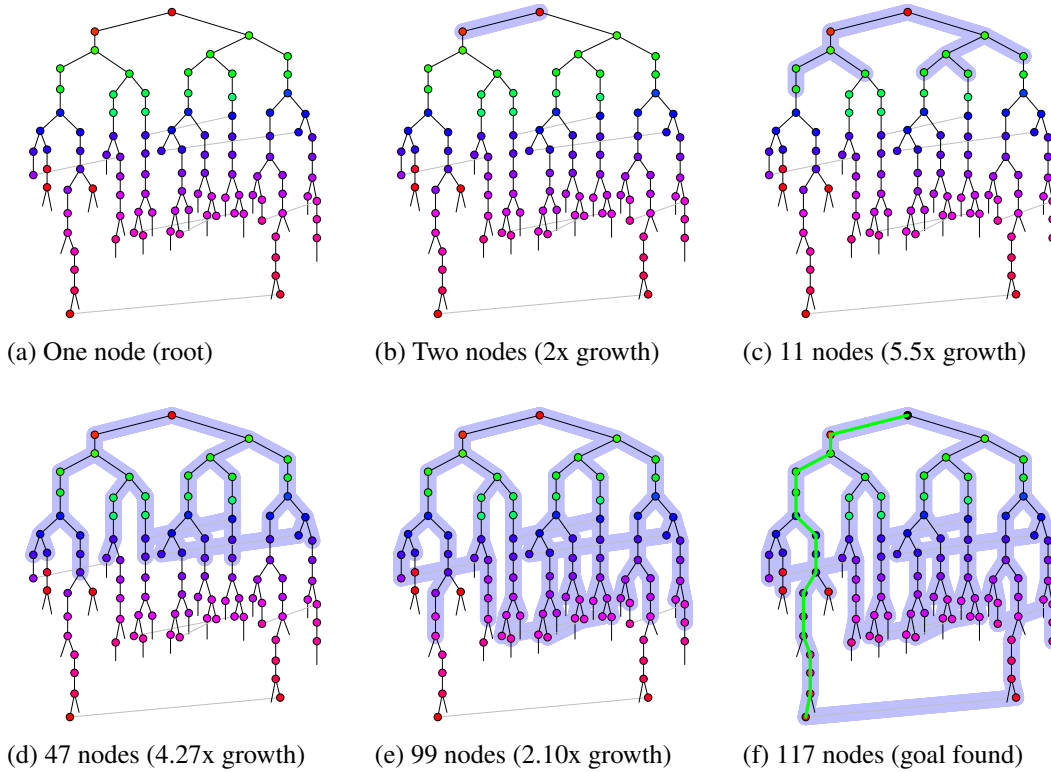 (a) One node (root)
(b) Two nodes (2x growth)
(c) 11 nodes (5.5x growth)
(d) 47 nodes (4.27x growth)
(e) 99 nodes (2.10x growth)
(f) 117 nodes (goal found)